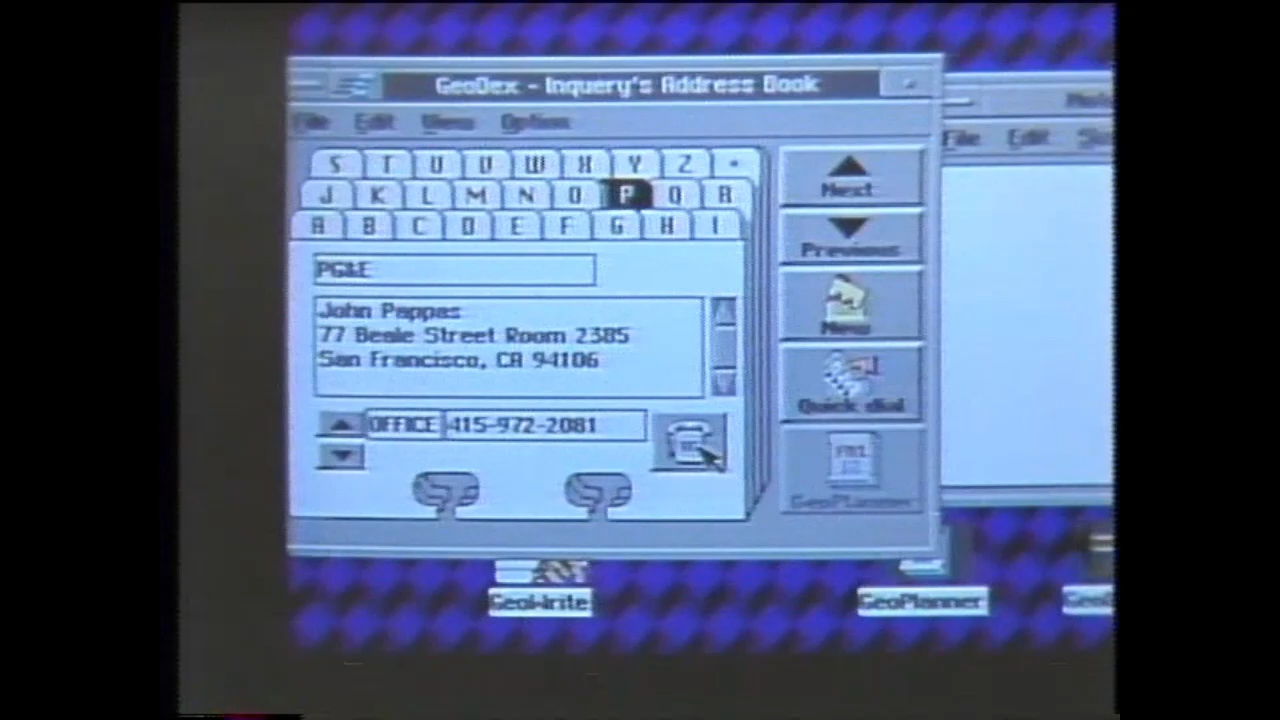 GeoDex - Inquery's Address Book
File Edit View Option
File Edit
S T U V W X Y Z *
J K L M N O P Q R
A B C D E F G H I
PG&E
John Pappas
77 Beale Street Room 2385
San Francisco, CA 94106
OFFICE 415-972-2081
Next
Previous
New
Quick dial
GeoPlanner
GeoWrite
GeoPlanner